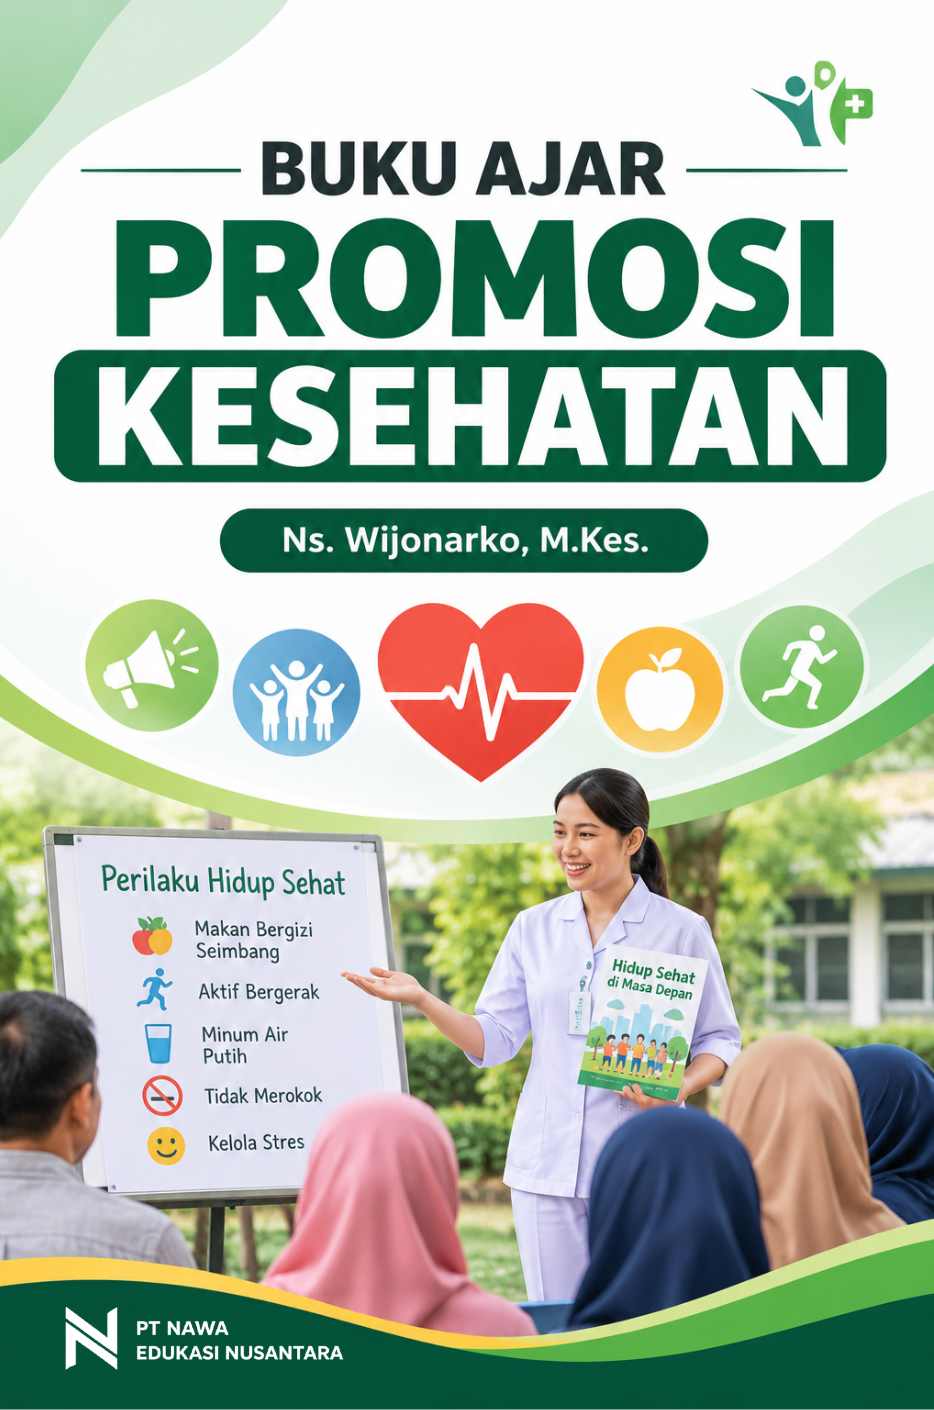 BUKU AJAR
PROMOSI
KESEHATAN
Ns. Wijonarko, M.Kes.
Perilaku Hidup Sehat
Makan Bergizi
Seimbang
Aktif Bergerak
Minum Air
Putih
Tidak Merokok
Kelola Stres
Hidup Sehat
di Masa Depan
PT NAWA
EDUKASI NUSANTARA